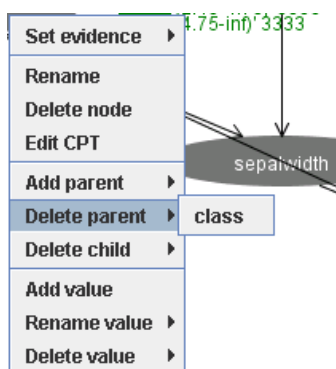 4.75-inf)' 3333
Set evidence
Rename
Delete node
Edit CPT
Add parent
Delete parent
class
Delete child
Add value
Rename value
Delete value
sepalwidth